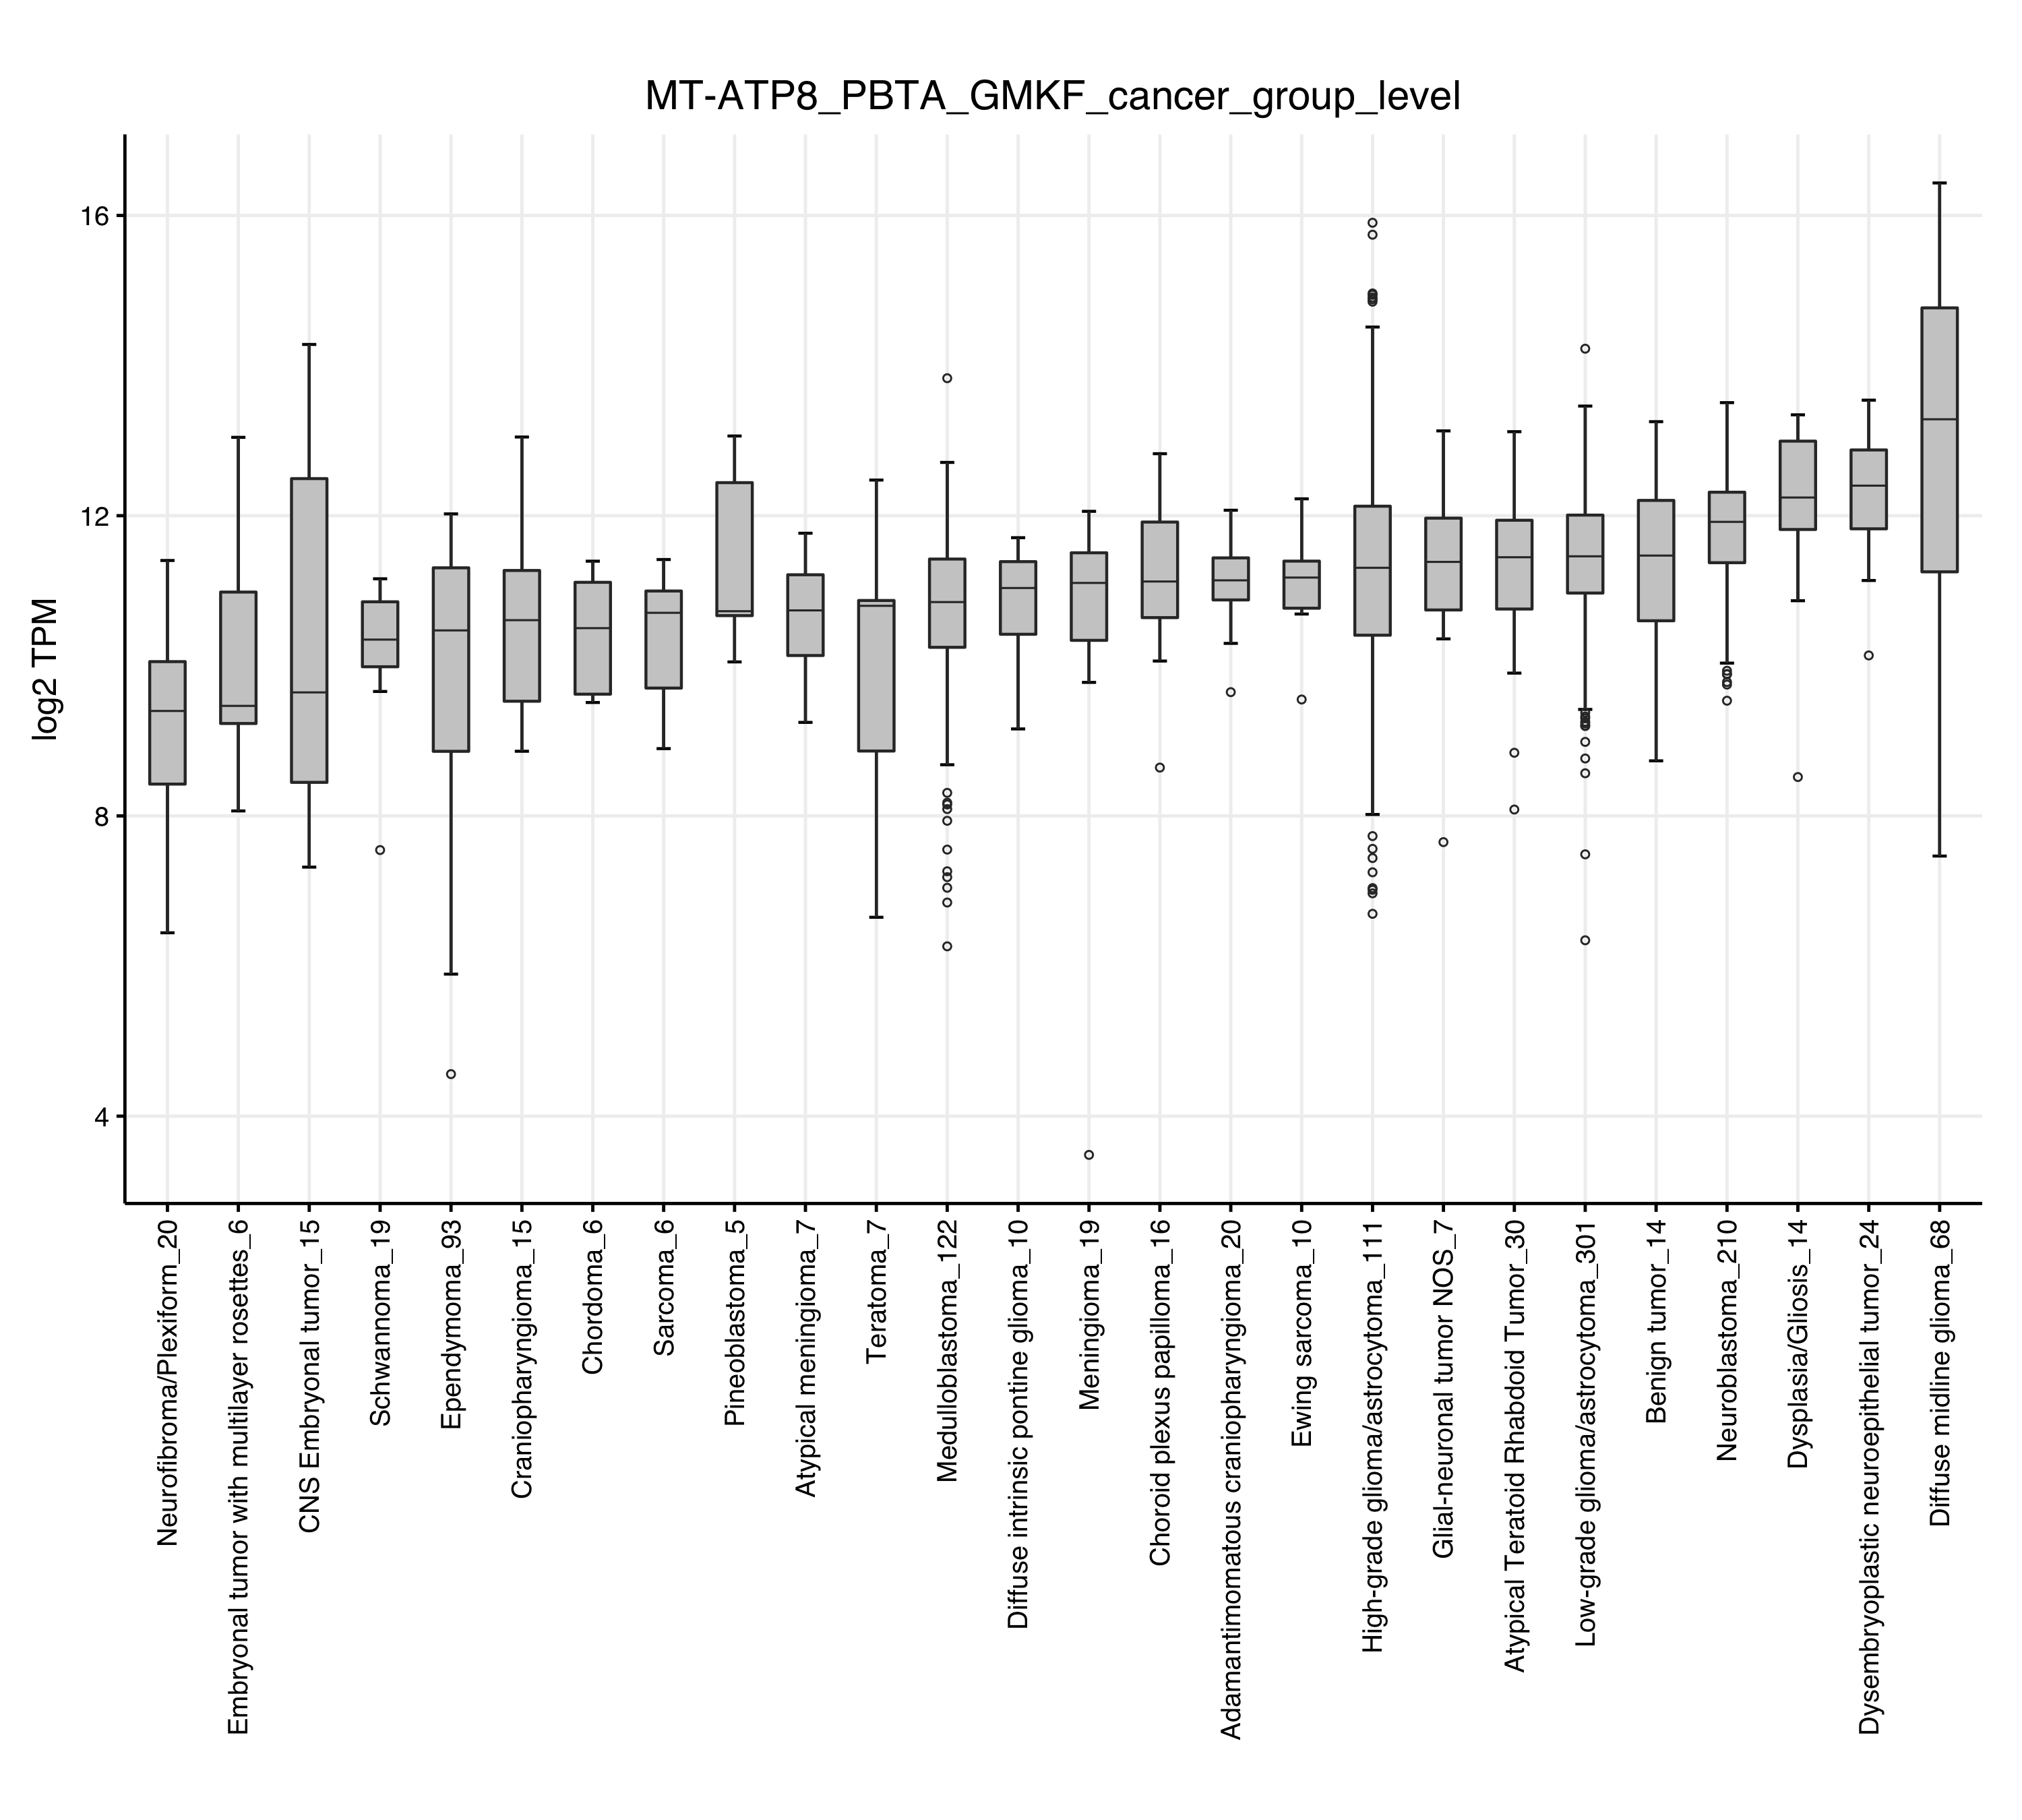 MT-ATP8_PBTA_GMKF_cancer_group_level
log2 TPM
16
12
8
4
Neurofibroma/Plexiform_20
Embryonal tumor with multilayer rosettes_6
CNS Embryonal tumor_15
Schwannoma_19
Ependymoma_93
Craniopharyngioma_15
Chordoma_6
Sarcoma_6
Pineoblastoma_5
Atypical meningioma_7
Teratoma_7
Medulloblastoma_122
Diffuse intrinsic pontine glioma_10
Meningioma_19
Choroid plexus papilloma_16
Adamantimomatous craniopharyngioma_20
Ewing sarcoma_10
High-grade glioma/astrocytoma_111
Glial-neuronal tumor NOS_7
Atypical Teratoid Rhabdoid Tumor_30
Low-grade glioma/astrocytoma_301
Benign tumor_14
Neuroblastoma_210
Dysplasia/Gliosis_14
Dysembryoplastic neuroepithelial tumor_24
Diffuse midline glioma_68